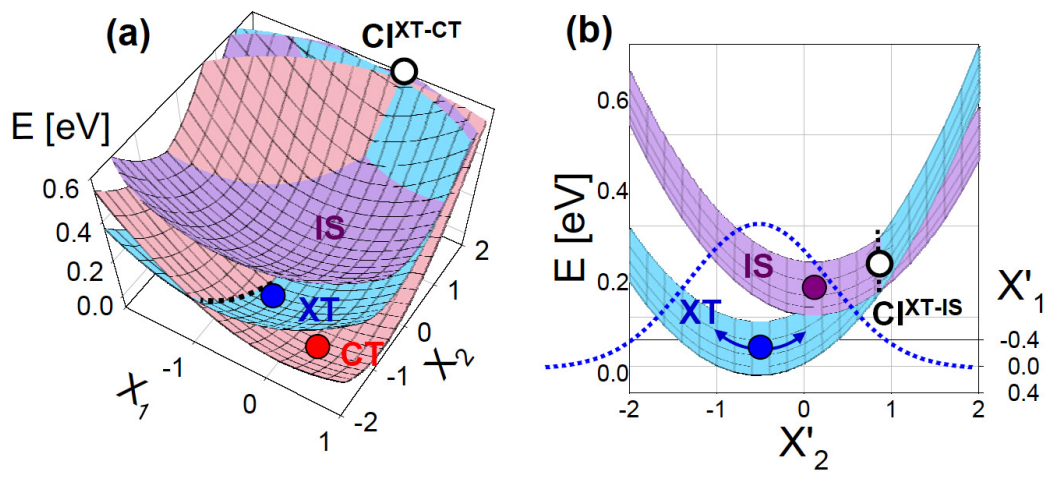 (a)
CI^XT-CT
E [eV]
0.6
0.4
0.2
0.0
IS
XT
CT
-1
0
1
X₁
2
1
0
-1
-2
X₂
(b)
E [eV]
0.6
0.4
0.2
0.0
IS
XT
CI^XT-IS
X'₁
-0.4
0.0
0.4
-2
-1
0
1
2
X'₂